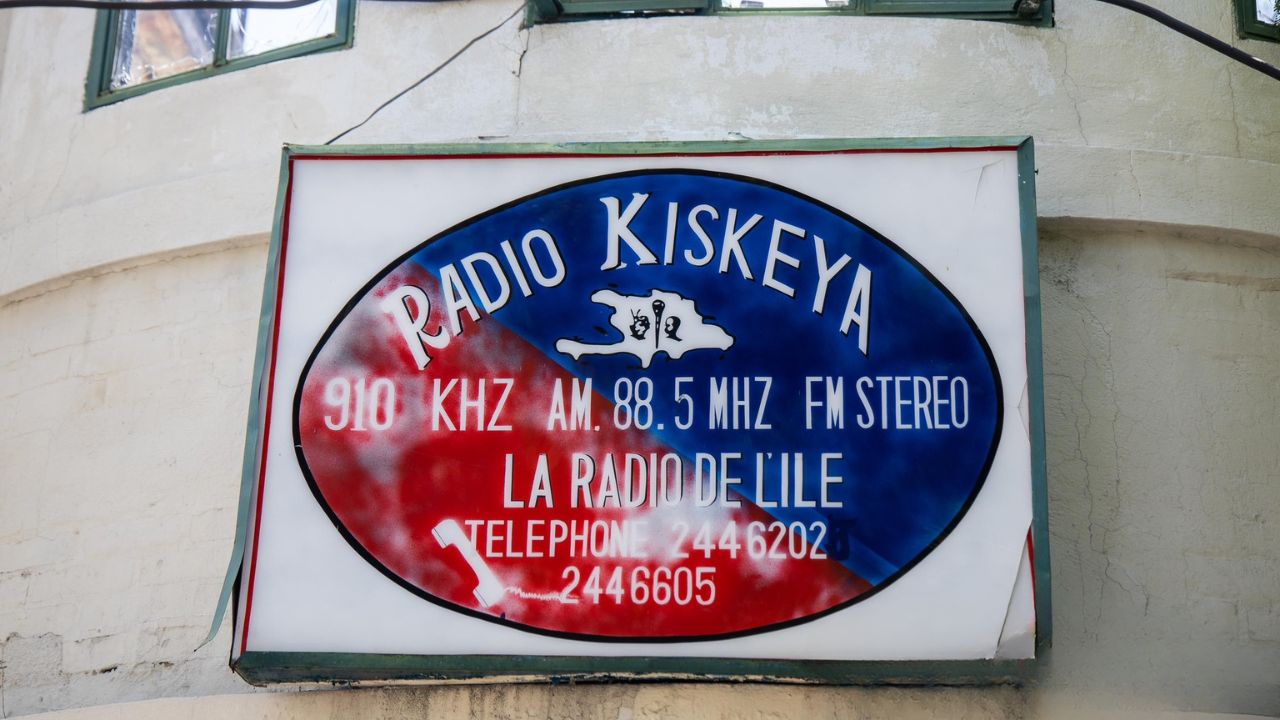 RADIO KISKEYA
910 KHZ AM. 88.5 MHZ FM STEREO
LA RADIO DE L'ILE
TELEPHONE 2446202
2446605